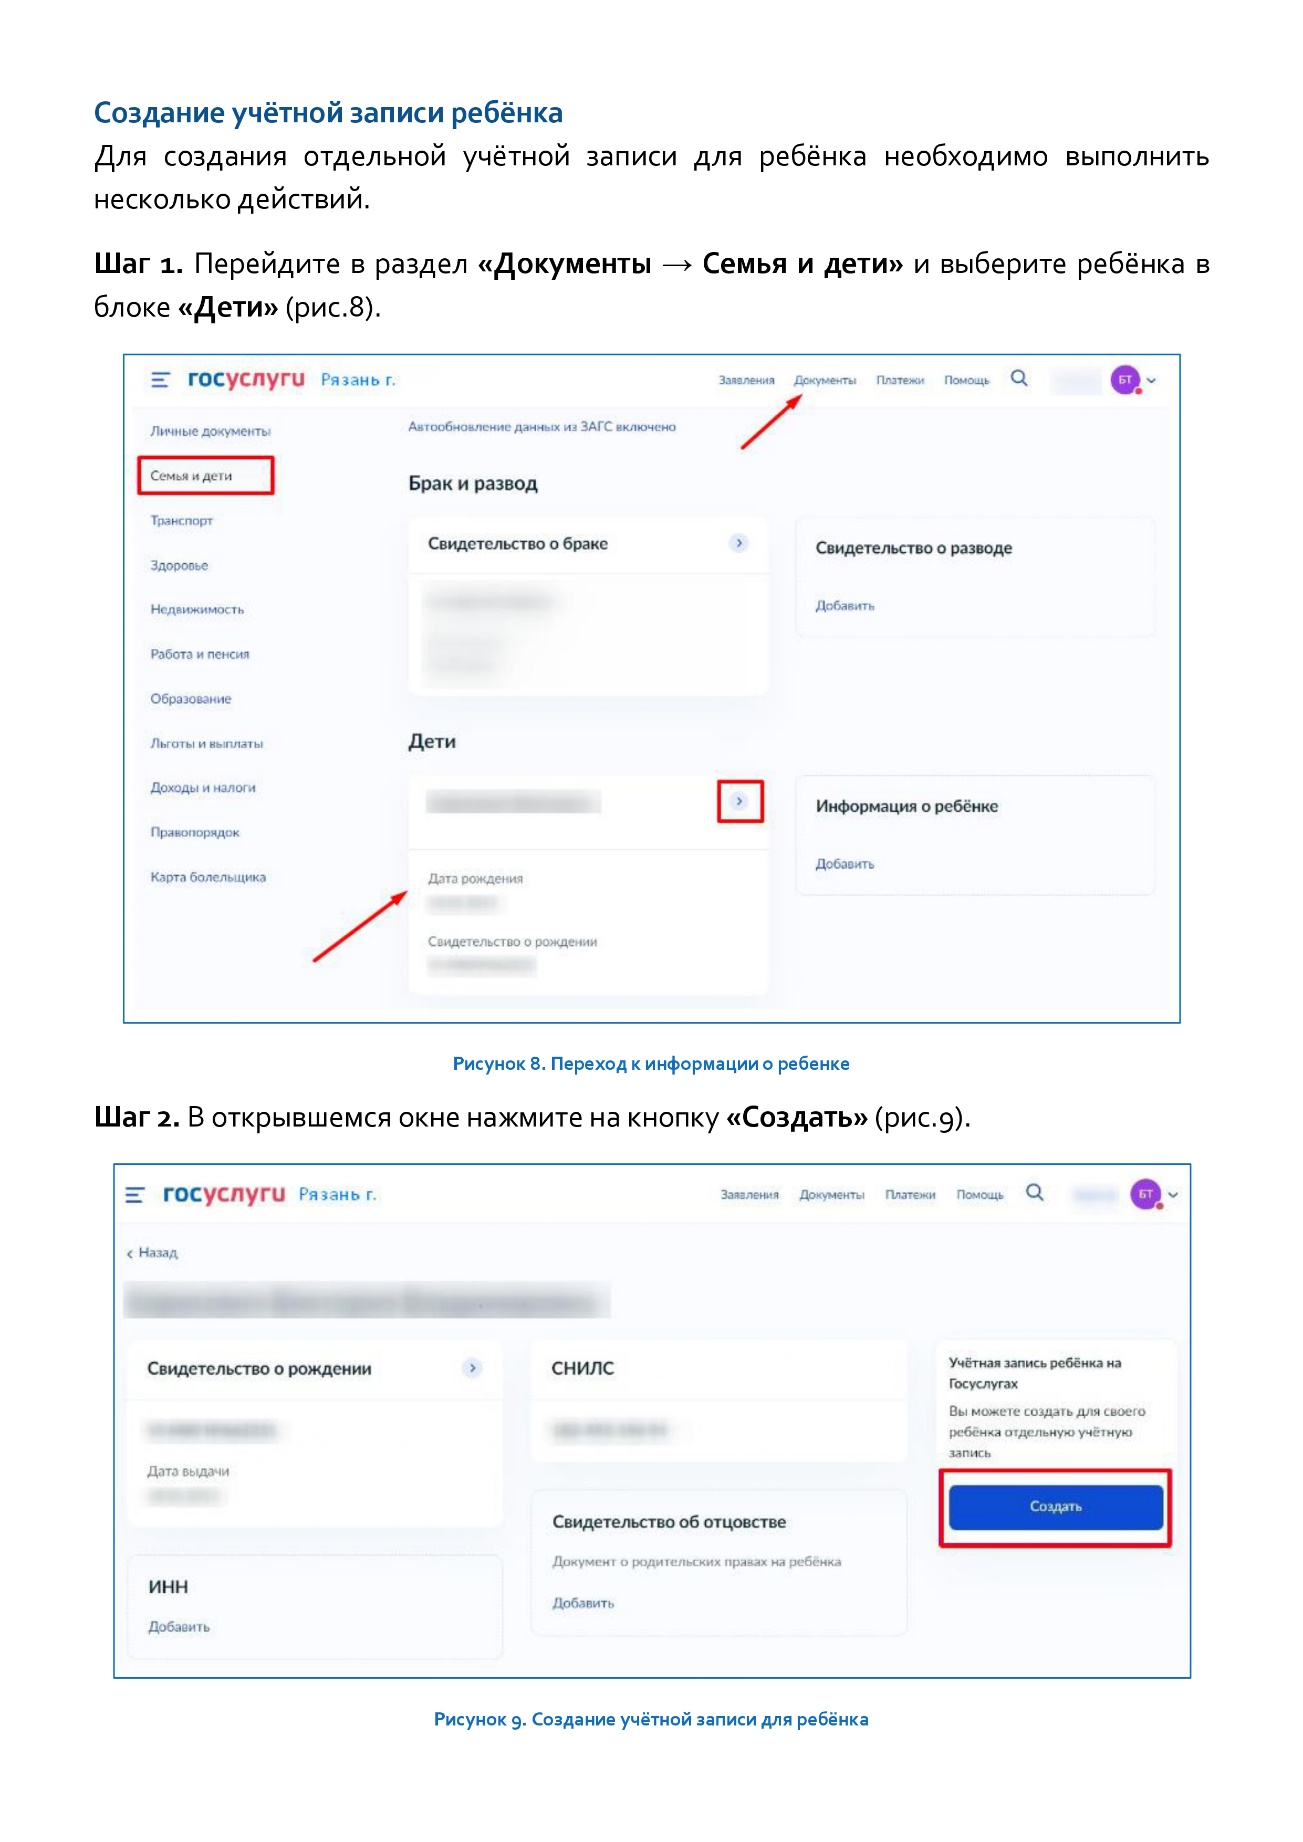 Создание учётной записи ребёнка
Для создания отдельной учётной записи для ребёнка необходимо выполнить
несколько действий.
Шаг 1. Перейдите в раздел «Документы → Семья и дети» и выберите ребёнка в
блоке «Дети» (рис.8).
госуслуги Рязань г.
Заявления Документы Платежи Помощь БТ
Личные документы
Семья и дети
Транспорт
Здоровье
Недвижимость
Работа и пенсия
Образование
Льготы и выплаты
Доходы и налоги
Правопорядок
Карта болельщика
Автообновление данных из ЗАГС включено
Брак и развод
Свидетельство о браке
Свидетельство о разводе
Добавить
Дети
Дата рождения
Свидетельство о рождении
Информация о ребёнке
Добавить
Рисунок 8. Переход к информации о ребенке
Шаг 2. В открывшемся окне нажмите на кнопку «Создать» (рис.9).
госуслуги Рязань г.
Заявления Документы Платежи Помощь БТ
Назад
Свидетельство о рождении
Дата выдачи
ИНН
Добавить
СНИЛС
Свидетельство об отцовстве
Документ о родительских правах на ребёнка
Добавить
Учётная запись ребёнка на
Госуслугах
Вы можете создать для своего
ребёнка отдельную учётную
запись
Создать
Рисунок 9. Создание учётной записи для ребёнка